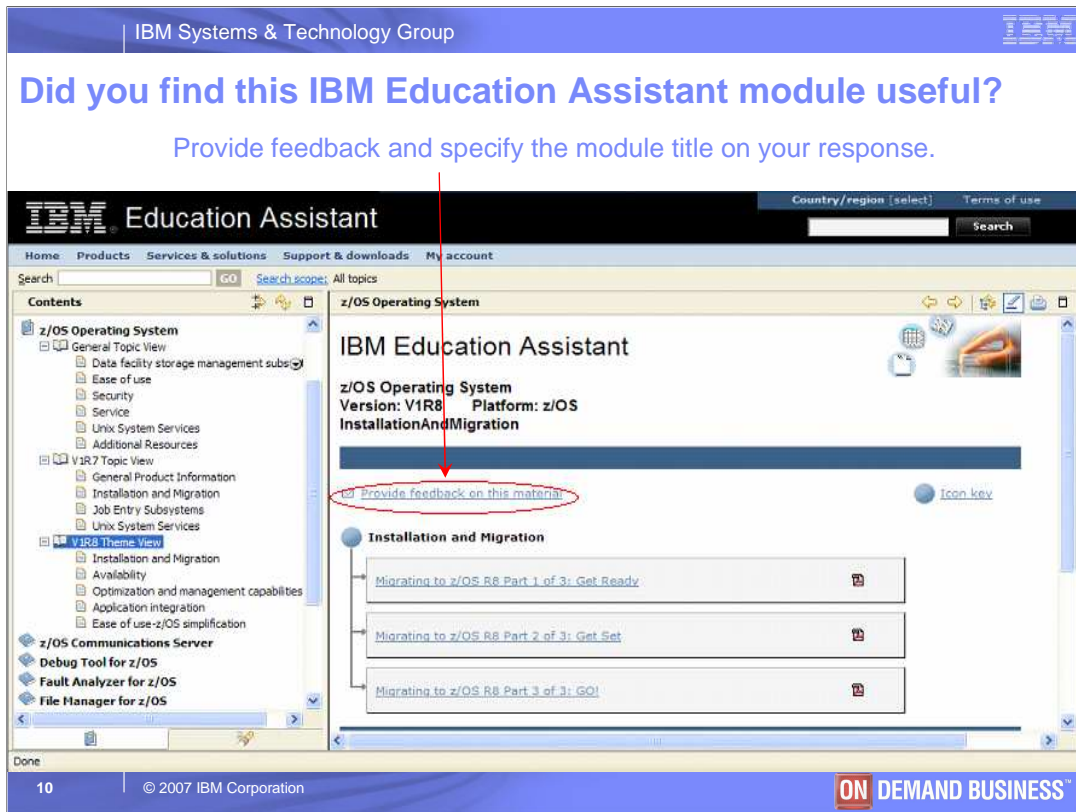 IBM Systems & Technology Group
IBM
Did you find this IBM Education Assistant module useful?
Provide feedback and specify the module title on your response.
IBM® Education Assistant
Country/region [select] Terms of use
Search
Home Products Services & solutions Support & downloads My account
Search GO Search scope: All topics
Contents
z/OS Operating System
General Topic View
Data facility storage management subs
Ease of use
Security
Service
Unix System Services
Additional Resources
V1R7 Topic View
General Product Information
Installation and Migration
Job Entry Subsystems
Unix System Services
V1R8 Theme View
Installation and Migration
Availability
Optimization and management capabilities
Application integration
Ease of use-z/OS simplification
z/OS Communications Server
Debug Tool for z/OS
Fault Analyzer for z/OS
File Manager for z/OS
z/OS Operating System
IBM Education Assistant
z/OS Operating System
Version: V1R8 Platform: z/OS
InstallationAndMigration
Provide feedback on this material
Icon key
Installation and Migration
Migrating to z/OS R8 Part 1 of 3: Get Ready
Migrating to z/OS R8 Part 2 of 3: Get Set
Migrating to z/OS R8 Part 3 of 3: GO!
Done
10 © 2007 IBM Corporation
ON DEMAND BUSINESS™